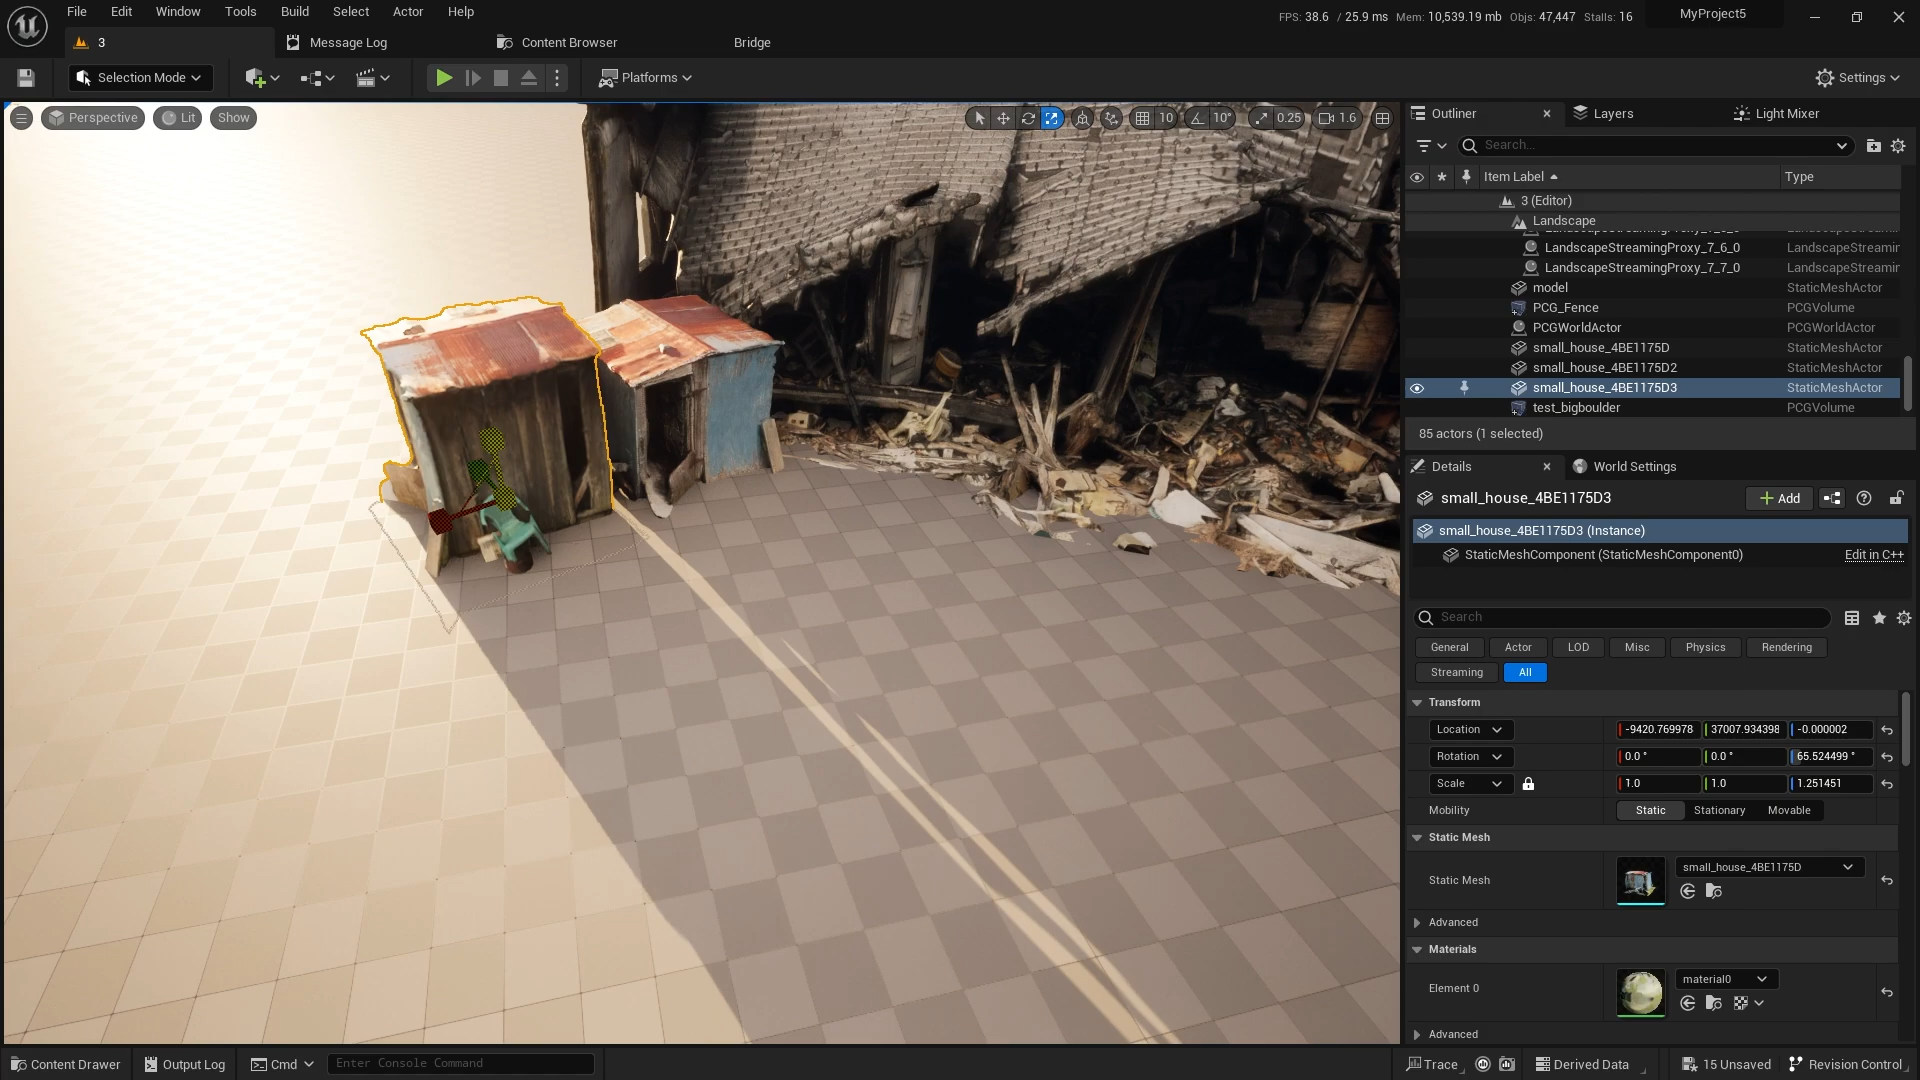 File Edit Window Tools Build Select Actor Help
FPS: 38.6 / 25.9 ms Mem: 10,539.19 mb Objs: 47,447 Stalls: 16
MyProject5
3 Message Log Content Browser Bridge
Selection Mode Platforms Settings
Perspective Lit Show 10 10° 0.25 1.6
Outliner Layers Light Mixer
Search...
Item Label Type
3 (Editor)
Landscape
LandscapeStreamingProxy_7_6_0 LandscapeStreamir
LandscapeStreamingProxy_7_7_0 LandscapeStreamir
model StaticMeshActor
PCG_Fence PCGVolume
PCGWorldActor PCGWorldActor
small_house_4BE1175D StaticMeshActor
small_house_4BE1175D2 StaticMeshActor
small_house_4BE1175D3 StaticMeshActor
test_bigboulder PCGVolume
85 actors (1 selected)
Details World Settings
small_house_4BE1175D3 Add
small_house_4BE1175D3 (Instance)
StaticMeshComponent (StaticMeshComponent0) Edit in C++
Search
General Actor LOD Misc Physics Rendering
Streaming All
Transform
Location -9420.769978 37007.934398 -0.000002
Rotation 0.0 ° 0.0 ° 65.524499 °
Scale 1.0 1.0 1.251451
Mobility Static Stationary Movable
Static Mesh
Static Mesh small_house_4BE1175D
Advanced
Materials
Element 0 material0
Advanced
Content Drawer Output Log Cmd Enter Console Command Trace Derived Data 15 Unsaved Revision Control